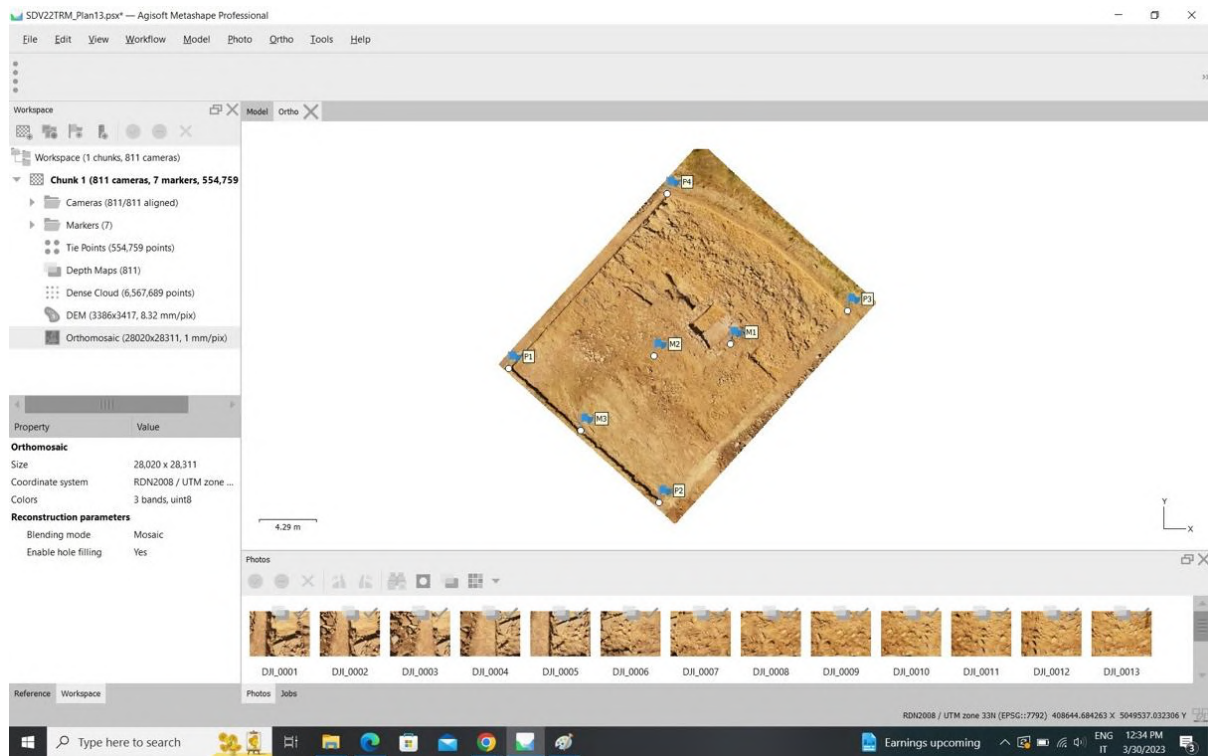 SDV22TRM_Plan13.psx* — Agisoft Metashape Professional
File Edit View Workflow Model Photo Ortho Tools Help
Workspace
Model Ortho
Workspace (1 chunks, 811 cameras)
Chunk 1 (811 cameras, 7 markers, 554,759
Cameras (811/811 aligned)
Markers (7)
Tie Points (554,759 points)
Depth Maps (811)
Dense Cloud (6,567,689 points)
DEM (3386x3417, 8.32 mm/pix)
Orthomosaic (28020x28311, 1 mm/pix)
P4
P3
M1
M2
P1
M3
P2
Property Value
Orthomosaic
Size 28,020 x 28,311
Coordinate system RDN2008 / UTM zone ...
Colors 3 bands, uint8
Reconstruction parameters
Blending mode Mosaic
Enable hole filling Yes
4.29 m
Y
X
Photos
DJI_0001 DJI_0002 DJI_0003 DJI_0004 DJI_0005 DJI_0006 DJI_0007 DJI_0008 DJI_0009 DJI_0010 DJI_0011 DJI_0012 DJI_0013
Reference Workspace
Photos Jobs
RDN2008 / UTM zone 33N (EPSG::7792) 408644.684263 X 5049537.032306 Y
Type here to search
Earnings upcoming
ENG
IT
12:34 PM
3/30/2023
3